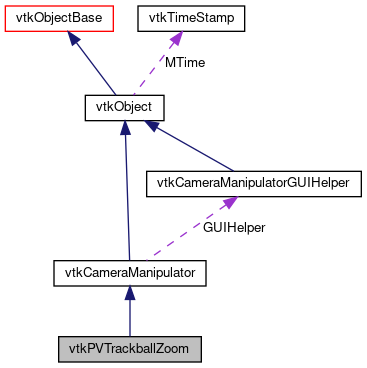 vtkObjectBase
vtkTimeStamp
MTime
vtkObject
vtkCameraManipulatorGUIHelper
GUIHelper
vtkCameraManipulator
vtkPVTrackballZoom